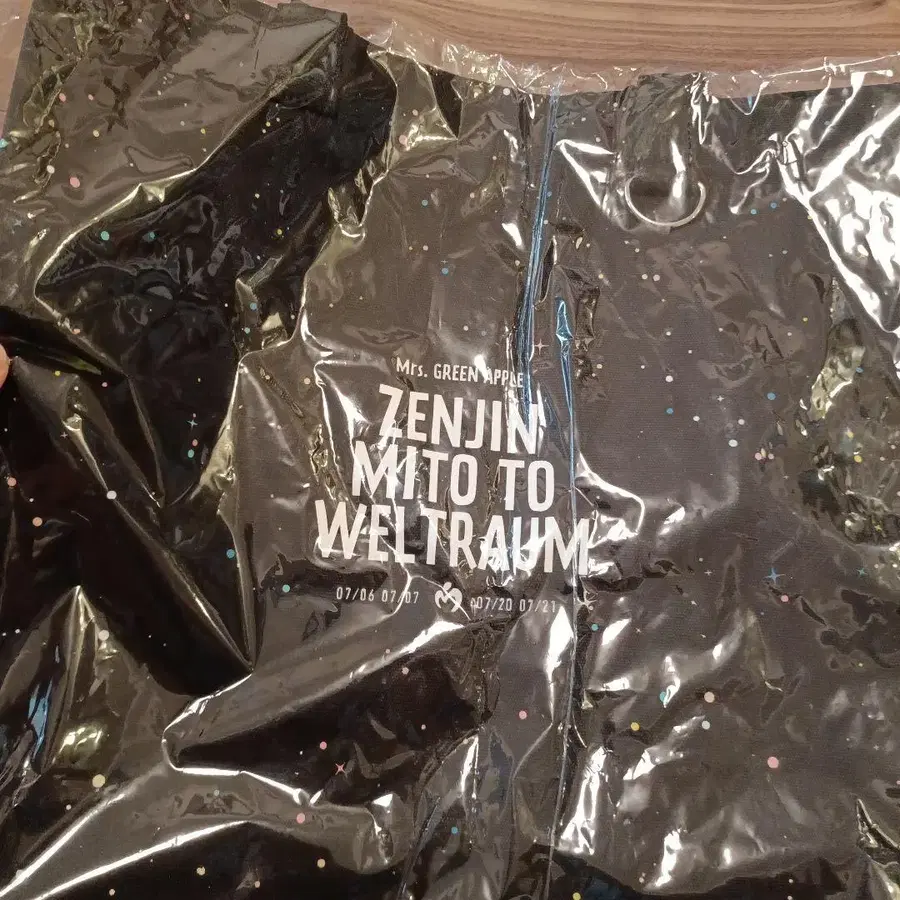 Mrs. GREEN APPLE
ZENJIN
MITO TO
WELTRAUM
07/06 07/07 07/20 07/21